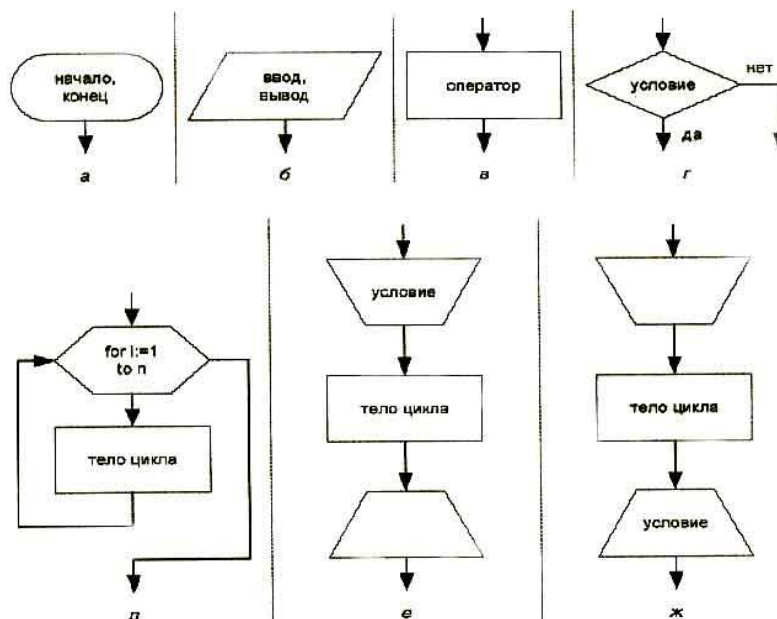 начало,
конец
а
ввод,
вывод
б
оператор
в
условие
нет
да
г
for i:=1
to n
тело цикла
д
условие
тело цикла
е
тело цикла
условие
ж